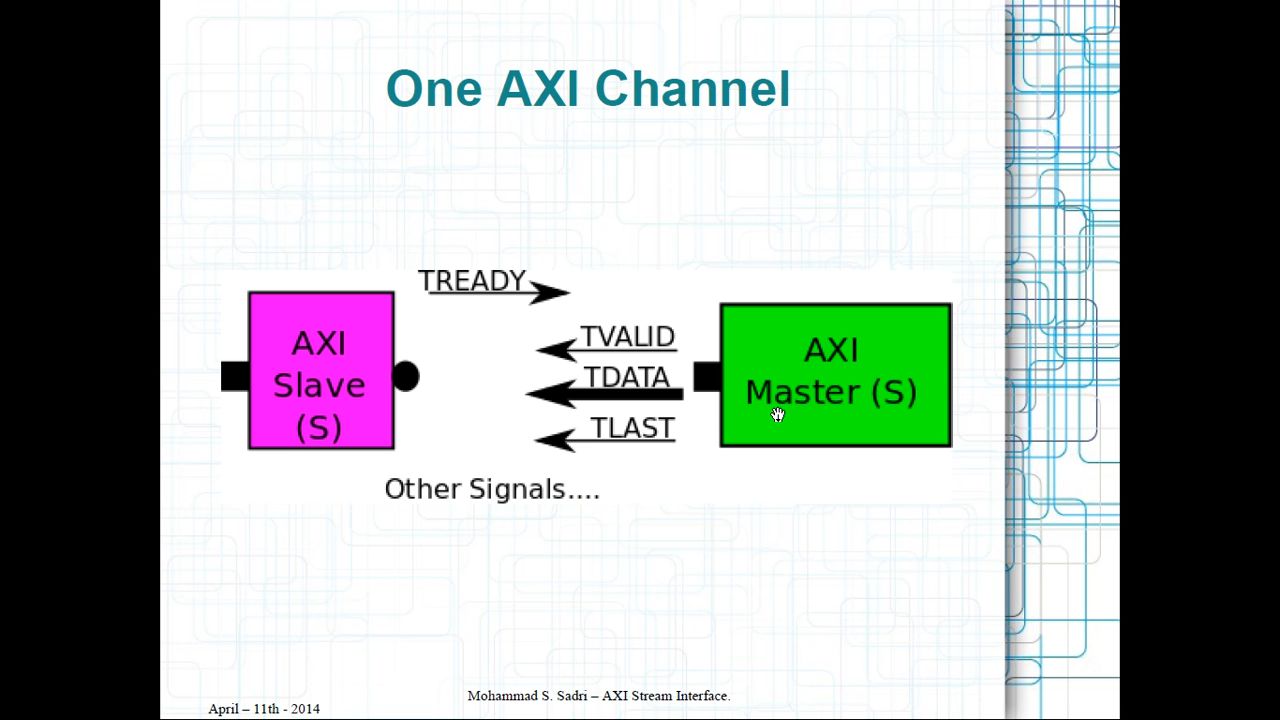 One AXI Channel
TREADY
AXI
Slave
(S)
TVALID
TDATA
TLAST
AXI
Master (S)
Other Signals....
Mohammad S. Sadri – AXI Stream Interface.
April – 11th - 2014